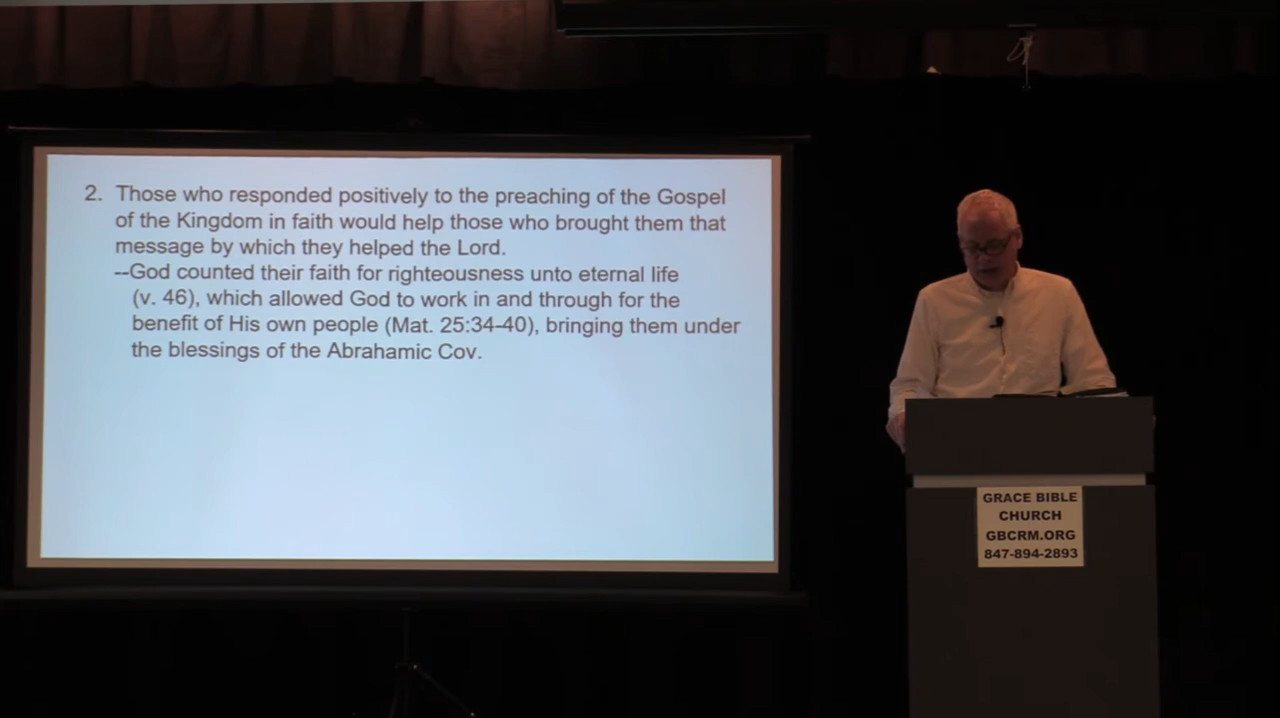 2. Those who responded positively to the preaching of the Gospel
of the Kingdom in faith would help those who brought them that
message by which they helped the Lord.
--God counted their faith for righteousness unto eternal life
(v. 46), which allowed God to work in and through for the
benefit of His own people (Mat. 25:34-40), bringing them under
the blessings of the Abrahamic Cov.
GRACE BIBLE
CHURCH
GBCRM.ORG
847-894-2893